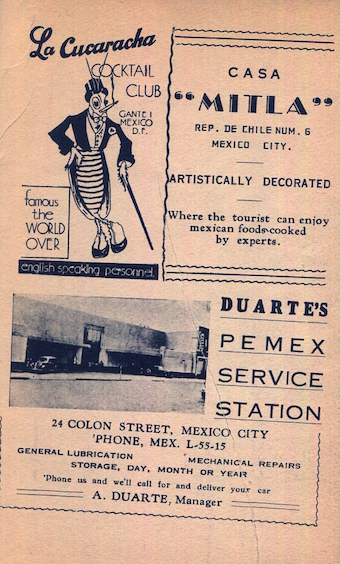 La Cucaracha
COCKTAIL
CLUB
GANTE 1
MEXICO
D.F.
famous
the
WORLD
OVER
english speaking personnel
CASA
"MITLA"
REP. DE CHILE NUM. 6
MEXICO CITY.
ARTISTICALLY DECORATED
Where the tourist can enjoy
mexican foods cooked
by experts.
DUARTE'S
PEMEX
SERVICE
STATION
24 COLON STREET, MEXICO CITY
'PHONE, MEX. L-55-15
GENERAL LUBRICATION
MECHANICAL REPAIRS
STORAGE, DAY, MONTH OR YEAR
'Phone us and we'll call for and deliver your car
A. DUARTE, Manager